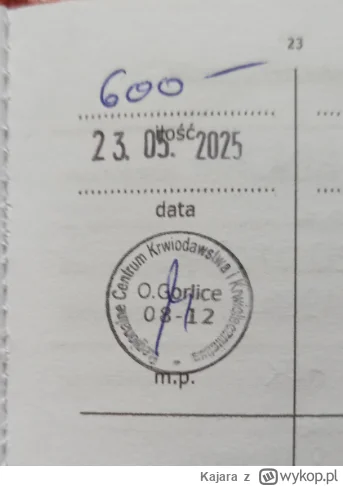 23
600 —
ilość
23. 05. 2025
data
Regionalne Centrum Krwiodawstwa i Krwiolecznictwa
O.Gorlice
08-12
m.p.
Kajara z wykop.pl